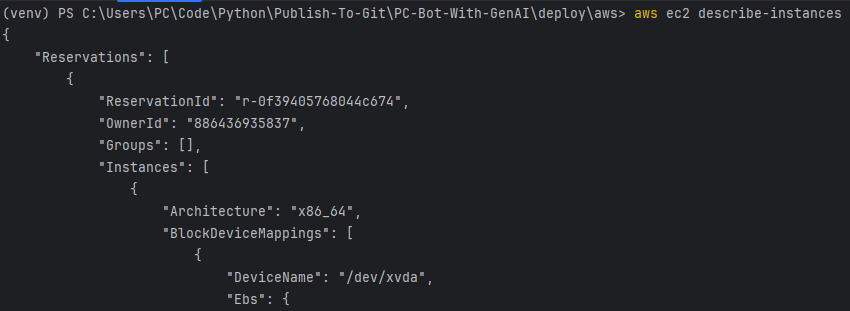 (venv) PS C:\Users\PC\Code\Python\Publish-To-Git\PC-Bot-With-GenAI\deploy\aws> aws ec2 describe-instances
{
    "Reservations": [
        {
            "ReservationId": "r-0f39405768044c674",
            "OwnerId": "886436935837",
            "Groups": [],
            "Instances": [
                {
                    "Architecture": "x86_64",
                    "BlockDeviceMappings": [
                        {
                            "DeviceName": "/dev/xvda",
                            "Ebs": {